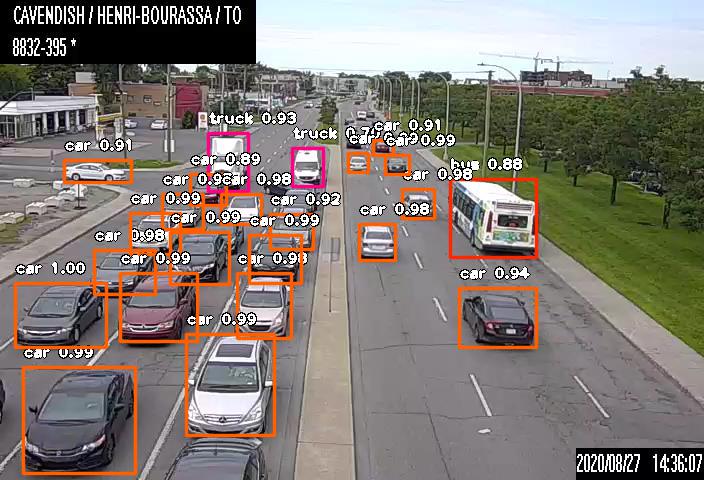 CAVENDISH / HENRI-BOURASSA / TO
8832-395 *
truck 0.93
truck 0.7
car 0.91
car 0.99
car 0.91
car 0.89
bus 0.88
car 0.98
car 0.98
car 0.92
car 0.99
car 0.99
car 0.99
car 0.98
car 0.98
car 0.98
car 1.00
car 0.99
car 0.94
car 0.99
car 0.99
2020/08/27 14:36:07